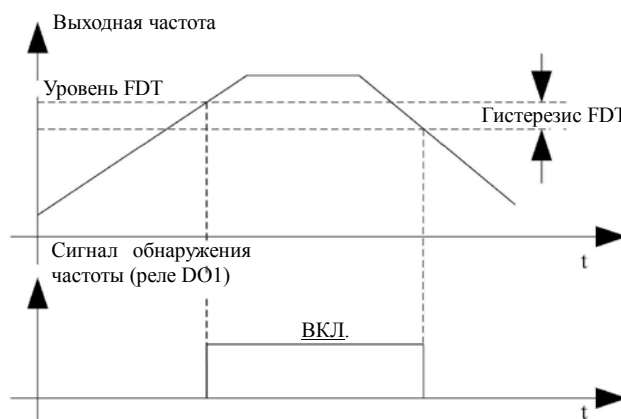 Выходная частота
Уровень FDT
Гистерезис FDT
t
Сигнал обнаружения
частоты (реле DO1)
ВКЛ.
t